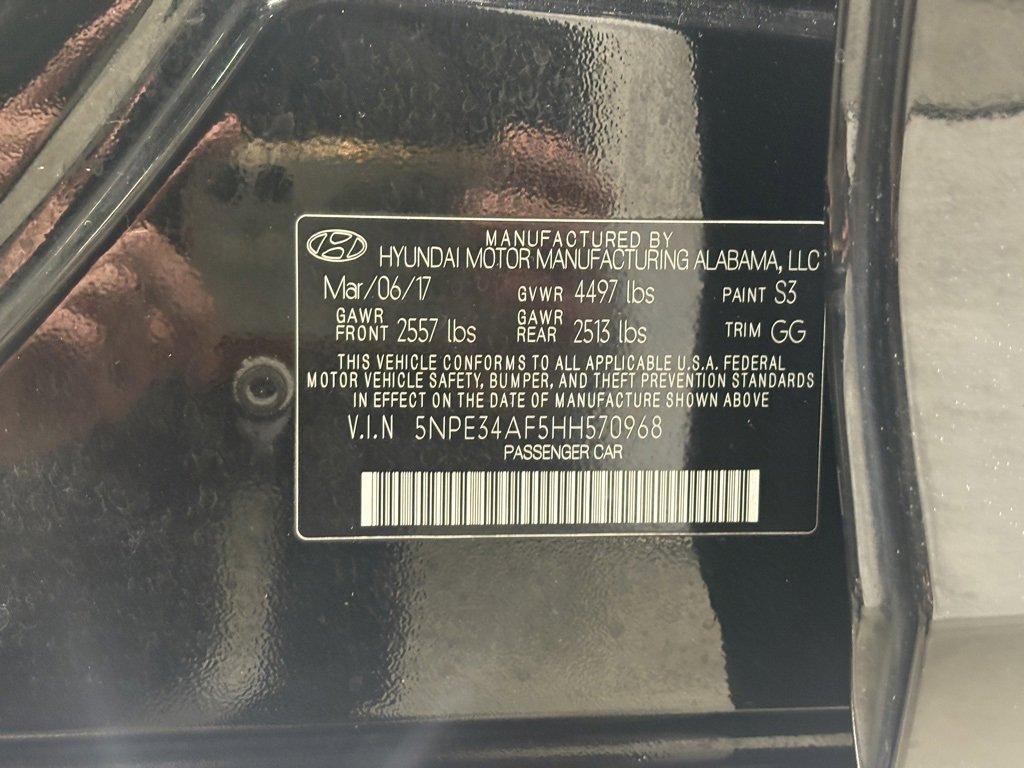 MANUFACTURED BY
HYUNDAI MOTOR MANUFACTURING ALABAMA, LLC
Mar/06/17 GVWR 4497 lbs PAINT S3
GAWR FRONT 2557 lbs GAWR REAR 2513 lbs TRIM GG
THIS VEHICLE CONFORMS TO ALL APPLICABLE U.S.A. FEDERAL
MOTOR VEHICLE SAFETY, BUMPER, AND THEFT PREVENTION STANDARDS
IN EFFECT ON THE DATE OF MANUFACTURE SHOWN ABOVE
V.I.N 5NPE34AF5HH570968
PASSENGER CAR